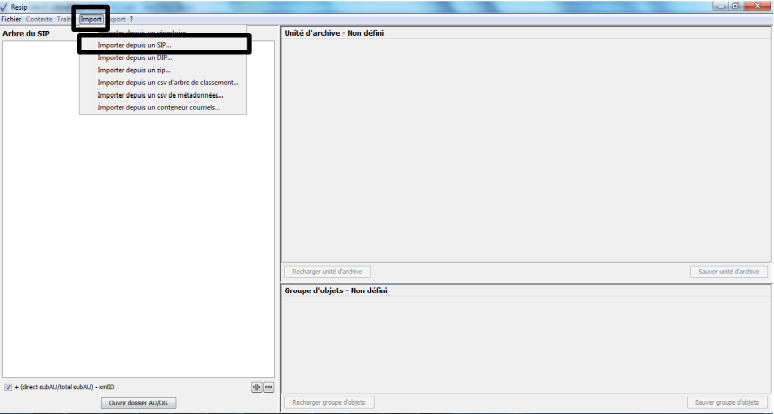 Resip
Fichier Contexte Traiter Import Export ?
Arbre du SIP
Importer depuis un SIP...
Importer depuis un DIP...
Importer depuis un zip...
Importer depuis un csv d'arbre de classement...
Importer depuis un csv de métadonnées...
Importer depuis un conteneur courriels...
+ (direct subAU/total subAU) - xmlID
Ouvrir dossier AU/OG
Unité d'archive - Non défini
Recharger unité d'archive
Sauver unité d'archive
Groupe d'objets - Non défini
Recharger groupe d'objets
Sauver groupe d'objets